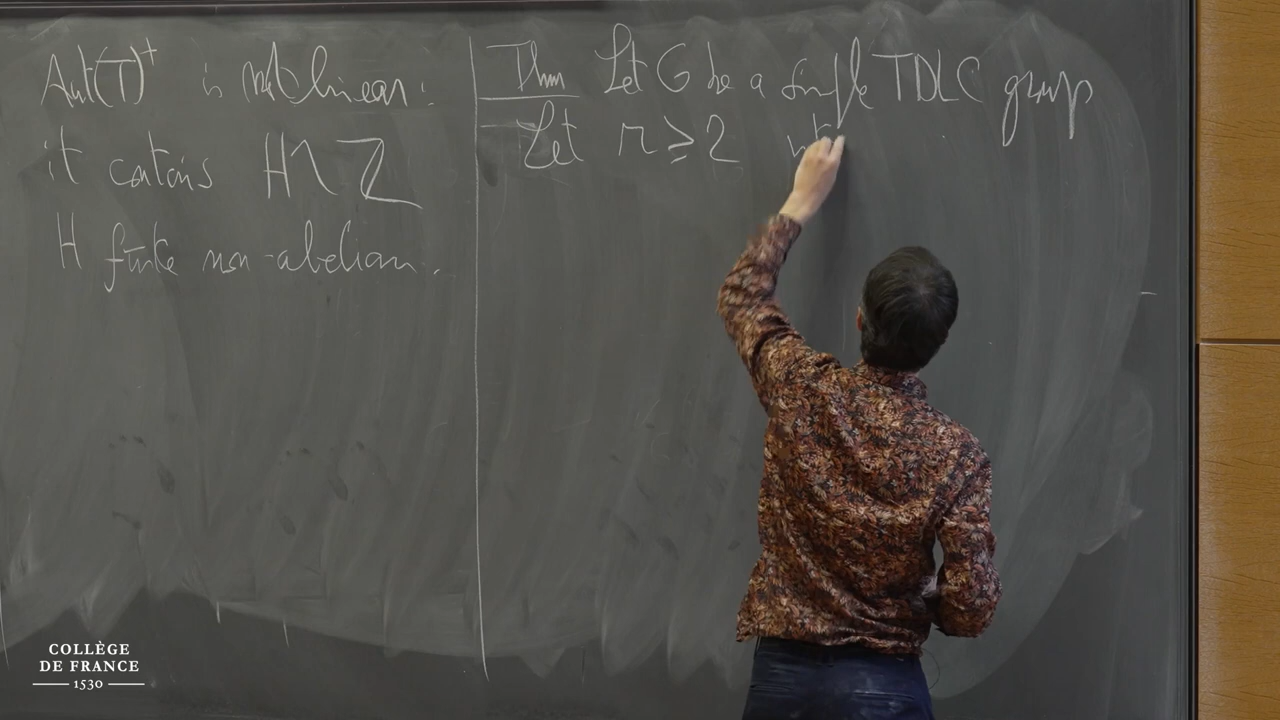 Aut(T)⁺ is not linear:
it contains H ≀ Z
H finite non-abelian.
Thm Let G be a simple TDLC group
Let n ≥ 2
COLLÈGE
DE FRANCE
1530